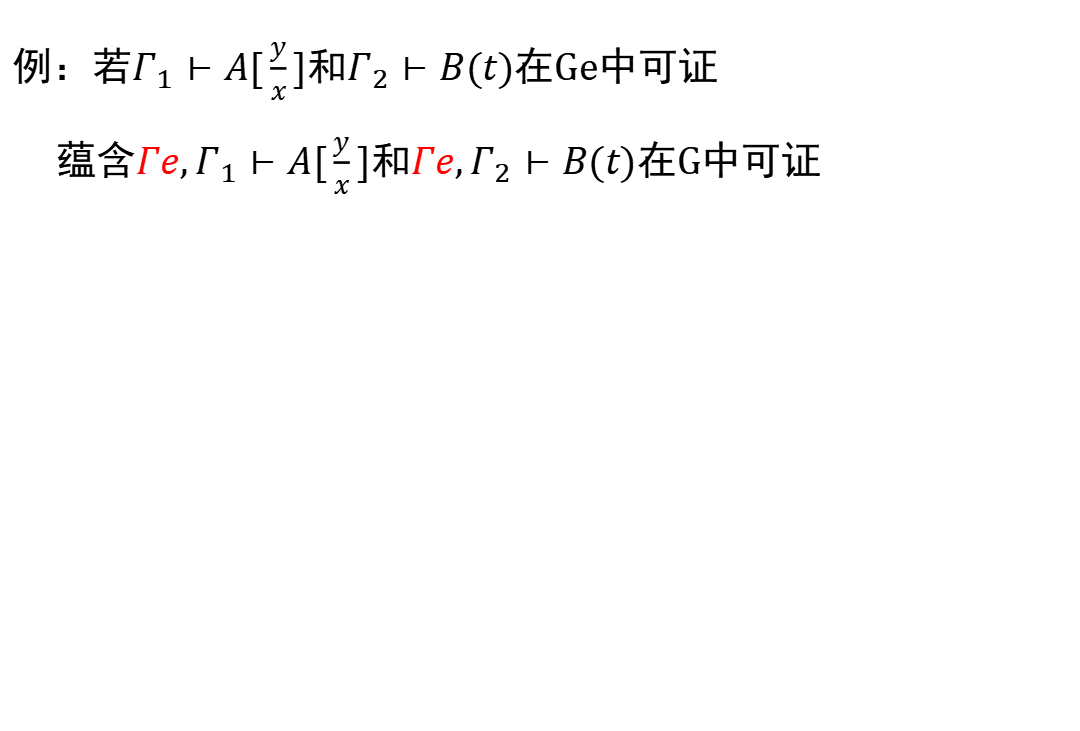 例：若Γ₁ ⊢ A[y/x]和Γ₂ ⊢ B(t)在Ge中可证
蕴含Γe, Γ₁ ⊢ A[y/x]和Γe, Γ₂ ⊢ B(t)在G中可证